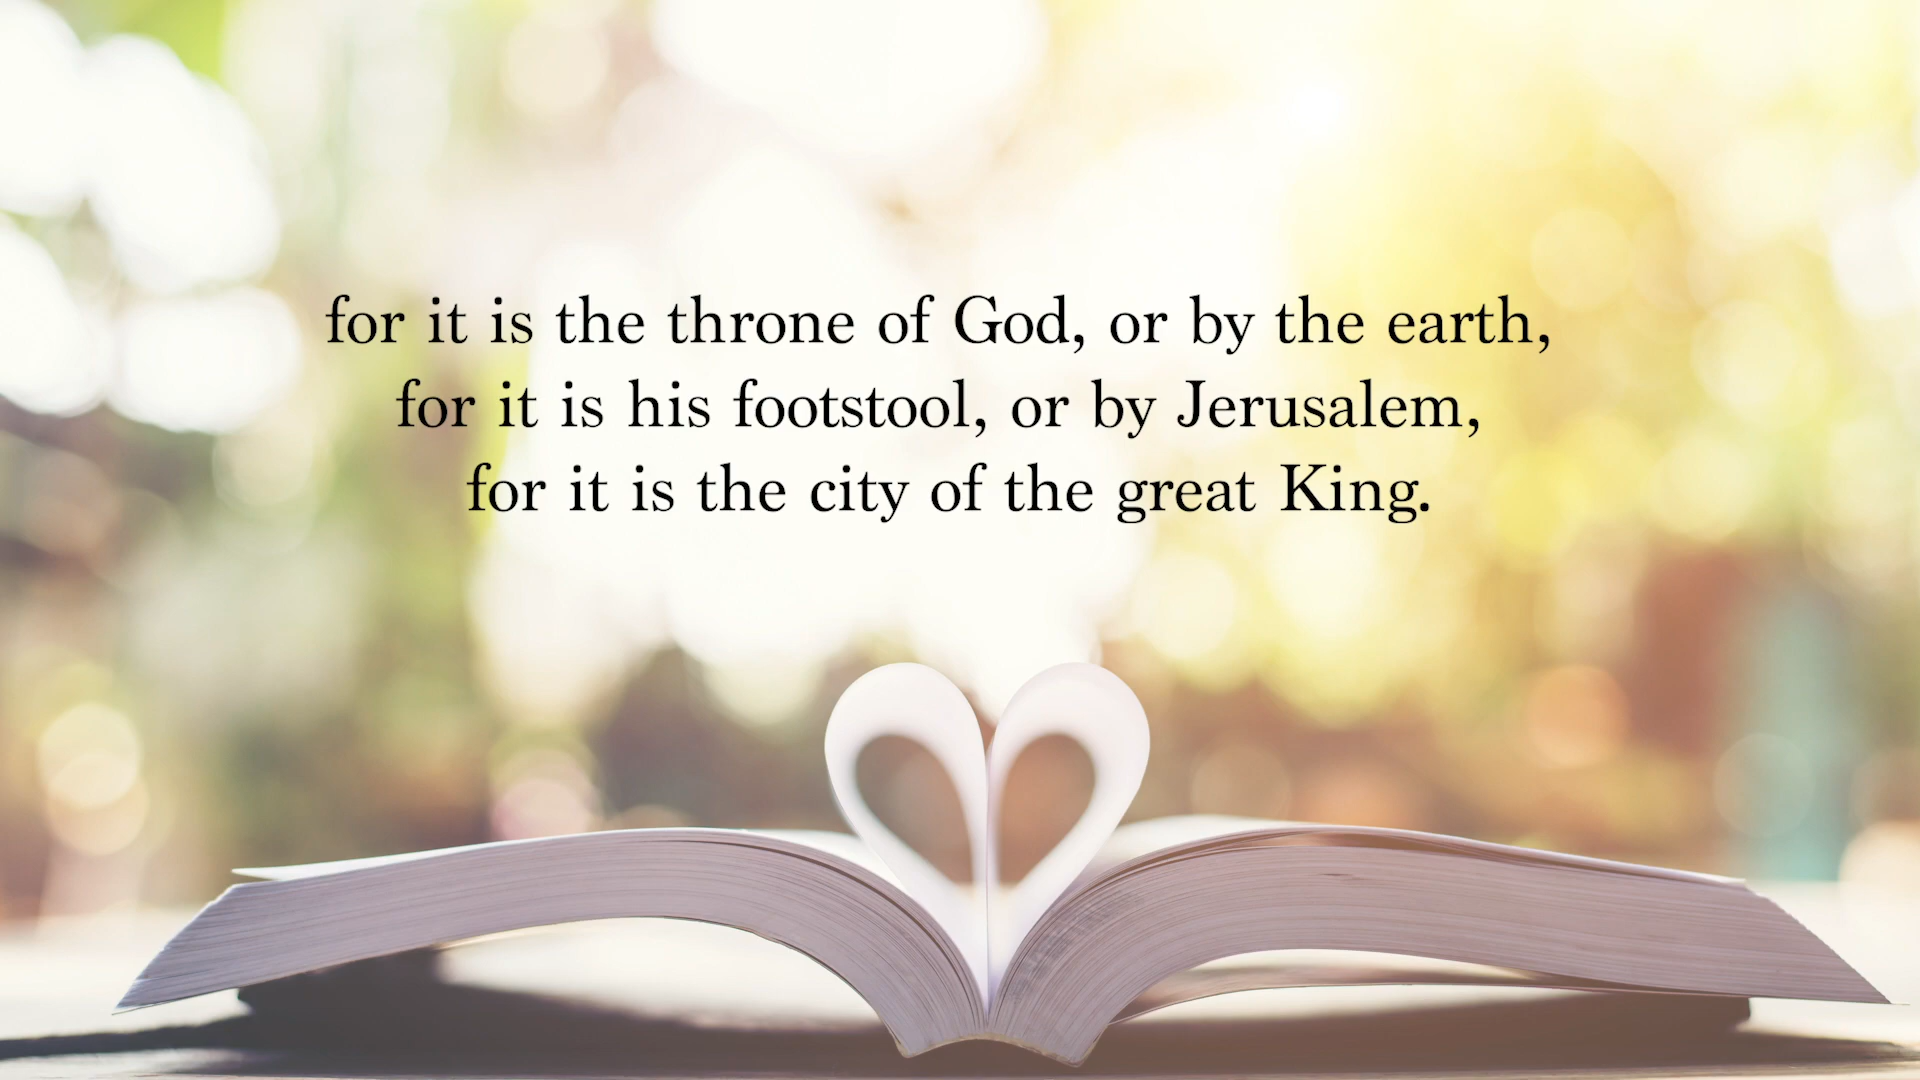 for it is the throne of God, or by the earth,
for it is his footstool, or by Jerusalem,
for it is the city of the great King.